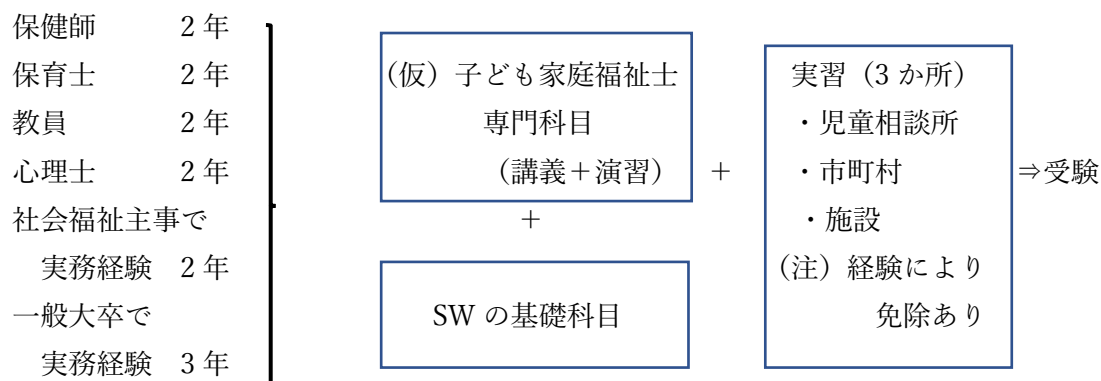 保健師 2年
保育士 2年
教員 2年
心理士 2年
社会福祉主事で
実務経験 2年
一般大卒で
実務経験 3年
（仮）子ども家庭福祉士
専門科目
（講義＋演習）
＋
SWの基礎科目
＋
実習（3か所）
・児童相談所
・市町村
・施設
（注）経験により
免除あり
⇒受験